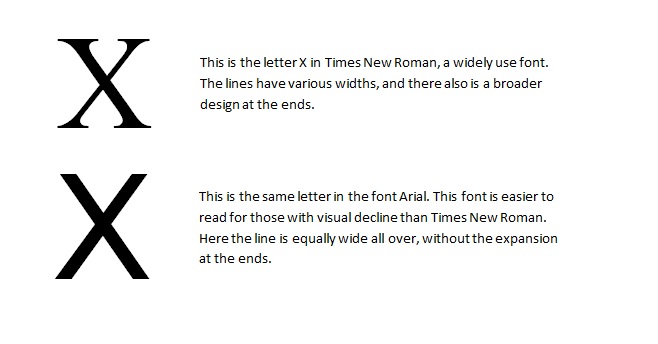 X
This is the letter X in Times New Roman, a widely use font.
The lines have various widths, and there also is a broader
design at the ends.
X
This is the same letter in the font Arial. This font is easier to
read for those with visual decline than Times New Roman.
Here the line is equally wide all over, without the expansion
at the ends.